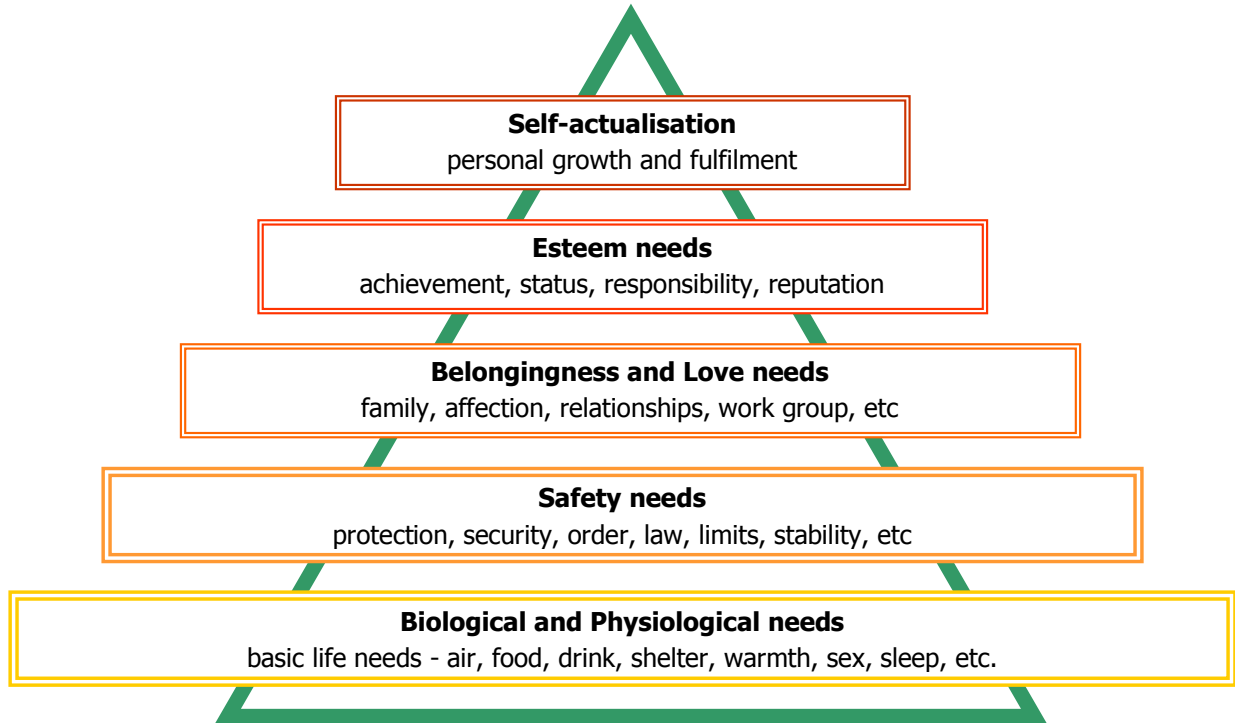 Self-actualisation
personal growth and fulfilment
Esteem needs
achievement, status, responsibility, reputation
Belongingness and Love needs
family, affection, relationships, work group, etc
Safety needs
protection, security, order, law, limits, stability, etc
Biological and Physiological needs
basic life needs - air, food, drink, shelter, warmth, sex, sleep, etc.